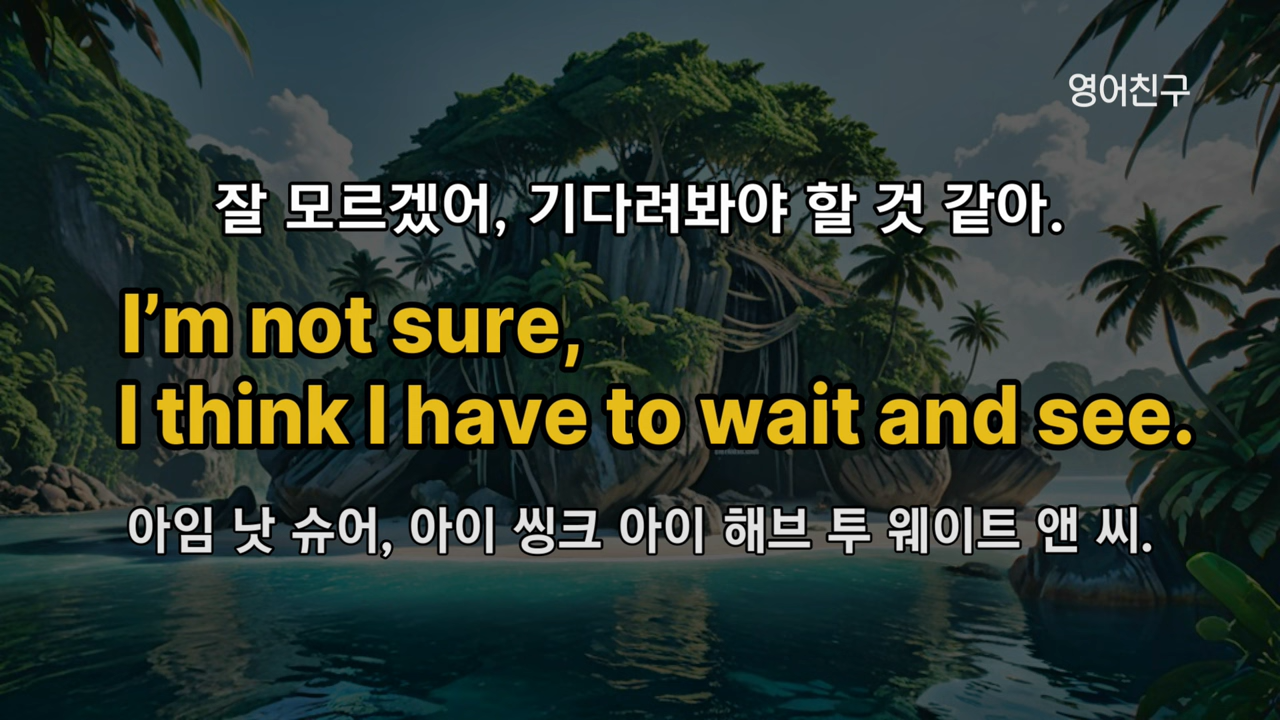 영어친구
잘 모르겠어, 기다려봐야 할 것 같아.
I'm not sure,
I think I have to wait and see.
아임 낫 슈어, 아이 씽크 아이 해브 투 웨이트 앤 씨.